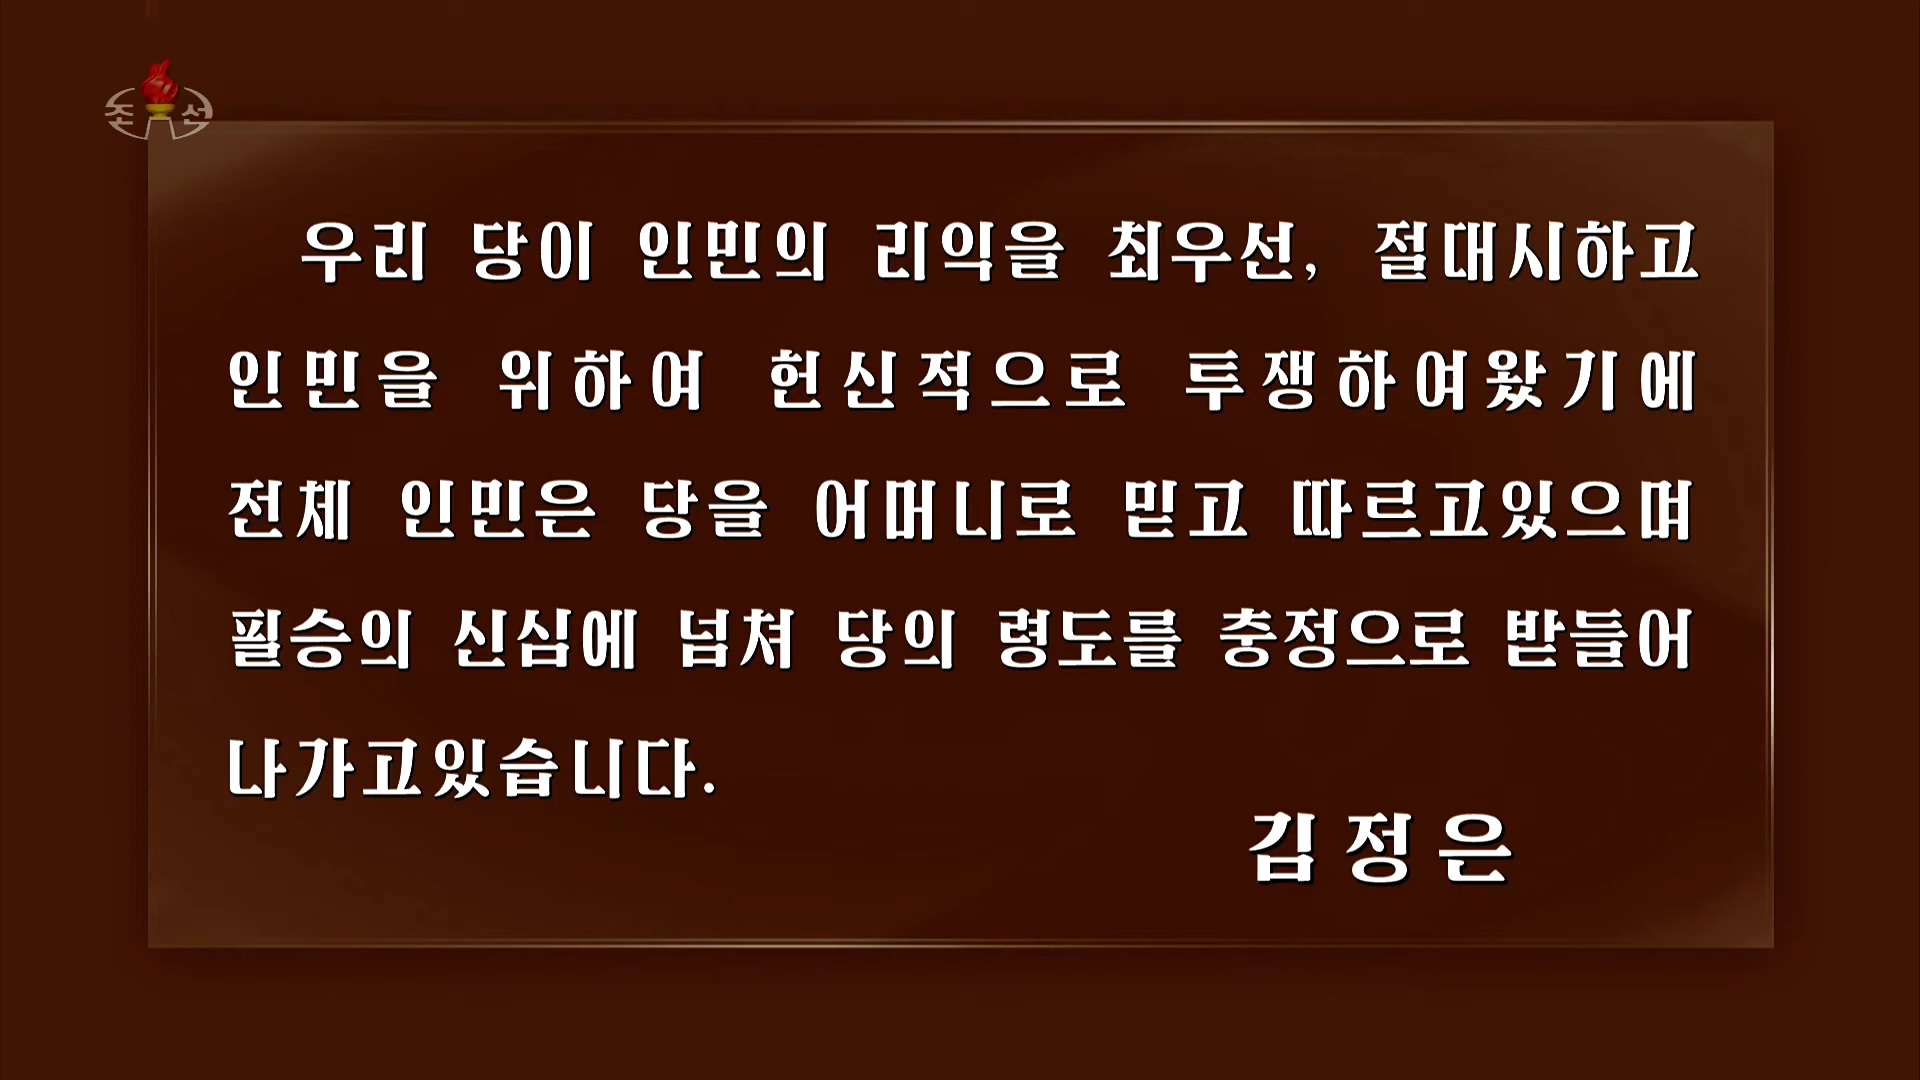 조선
우리 당이 인민의 리익을 최우선, 절대시하고
인민을 위하여 헌신적으로 투쟁하여왔기에
전체 인민은 당을 어머니로 믿고 따르고있으며
필승의 신심에 넘쳐 당의 령도를 충정으로 받들어
나가고있습니다.
김정은